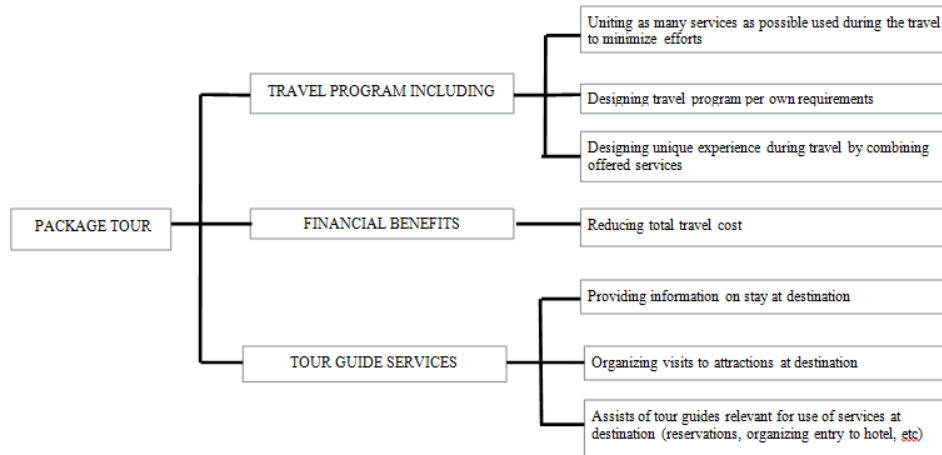 PACKAGE TOUR
TRAVEL PROGRAM INCLUDING
Uniting as many services as possible used during the travel
to minimize efforts
Designing travel program per own requirements
Designing unique experience during travel by combining
offered services
FINANCIAL BENEFITS
Reducing total travel cost
TOUR GUIDE SERVICES
Providing information on stay at destination
Organizing visits to attractions at destination
Assists of tour guides relevant for use of services at
destination (reservations, organizing entry to hotel, etc)